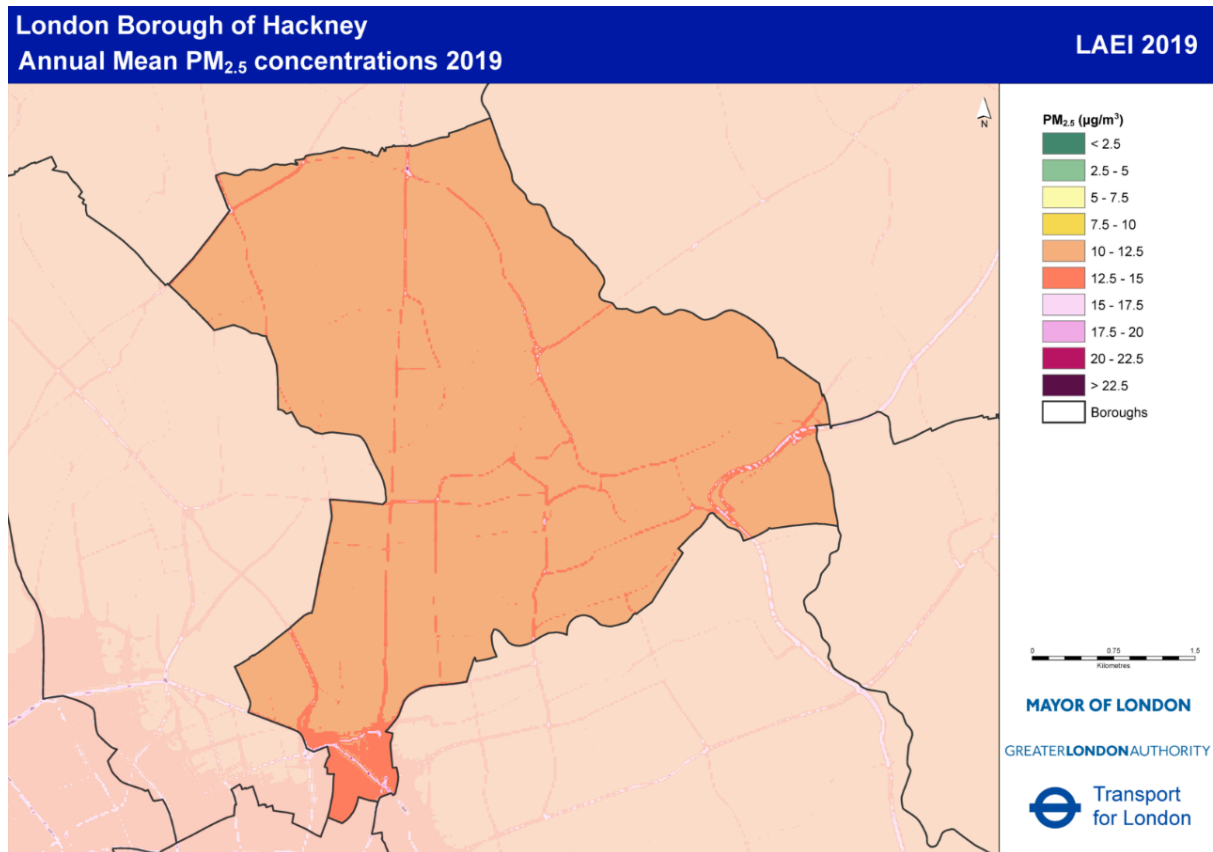 London Borough of Hackney
Annual Mean PM2.5 concentrations 2019
LAEI 2019
N
PM2.5 (µg/m³)
< 2.5
2.5 - 5
5 - 7.5
7.5 - 10
10 - 12.5
12.5 - 15
15 - 17.5
17.5 - 20
20 - 22.5
> 22.5
Boroughs
0 0.75 1.5
Kilometres
MAYOR OF LONDON
GREATERLONDONAUTHORITY
Transport
for London